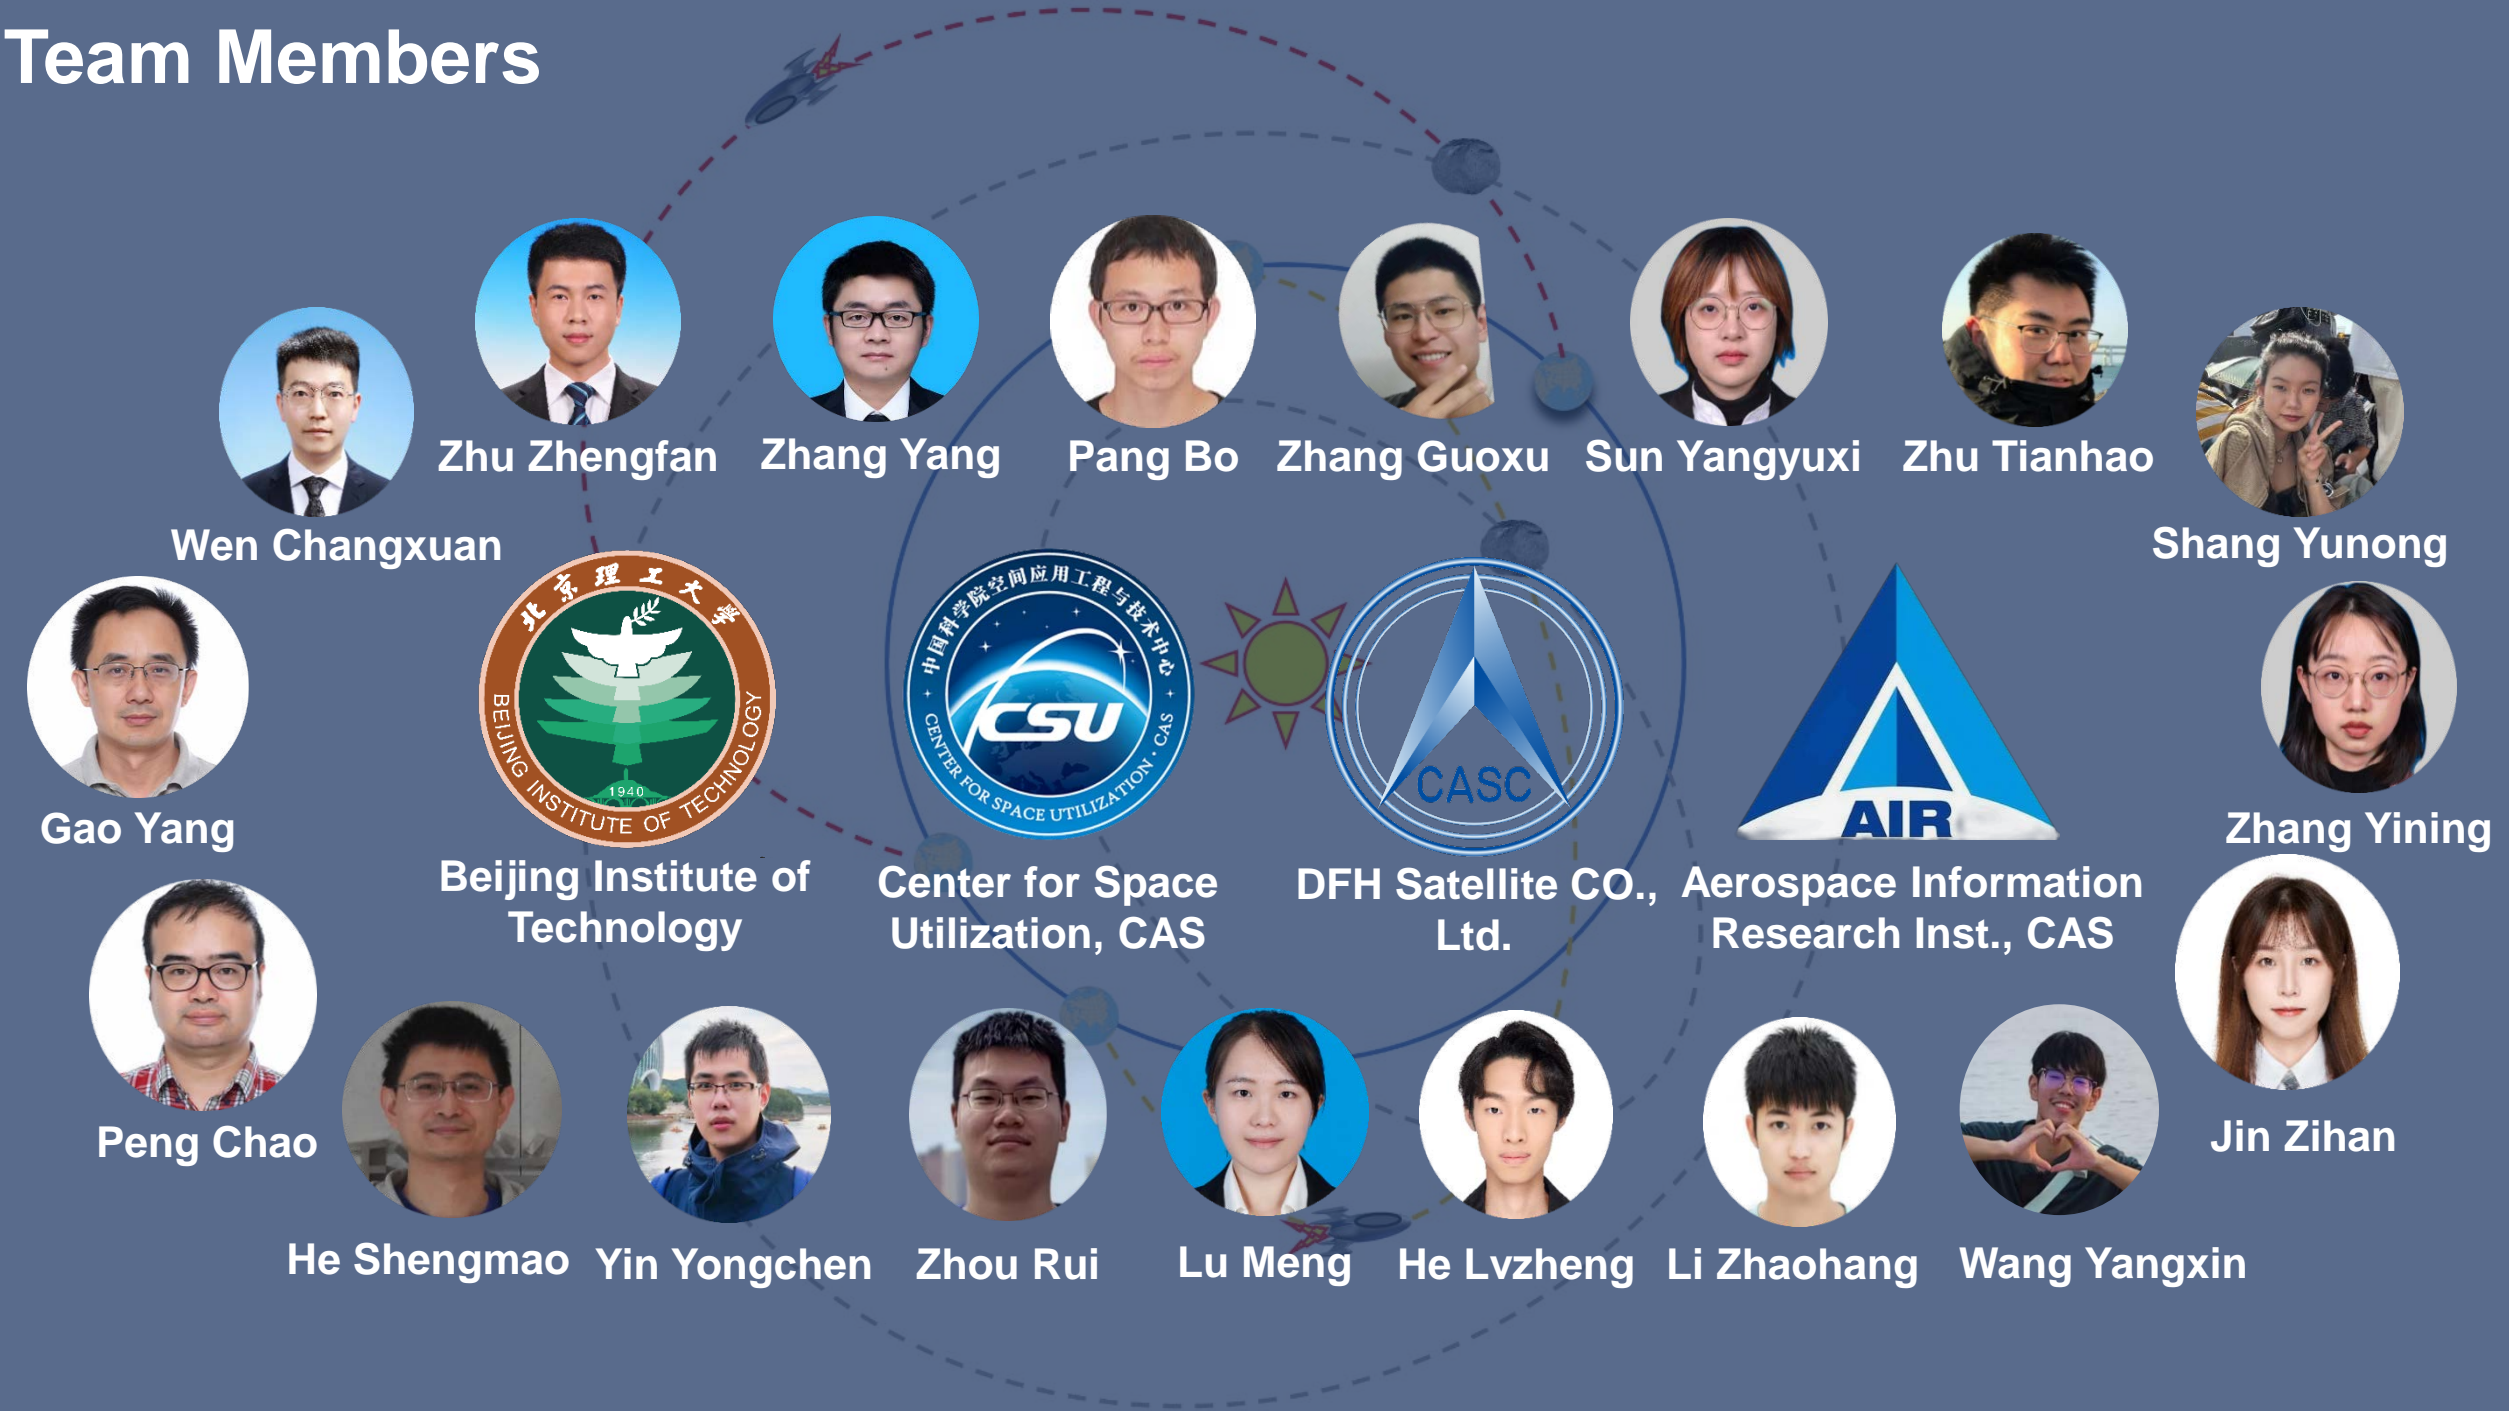 Team Members
Zhu Zhengfan
Zhang Yang
Pang Bo
Zhang Guoxu
Sun Yangyuxi
Zhu Tianhao
Wen Changxuan
Shang Yunong
北京理工大学
BEIJING INSTITUTE OF TECHNOLOGY
1940
中国科学院空间应用工程与技术中心
CSU
CENTER FOR SPACE UTILIZATION · CAS
CASC
AIR
Gao Yang
Zhang Yining
Beijing Institute of
Technology
Center for Space
Utilization, CAS
DFH Satellite CO.,
Ltd.
Aerospace Information
Research Inst., CAS
Peng Chao
Jin Zihan
He Shengmao
Yin Yongchen
Zhou Rui
Lu Meng
He Lvzheng
Li Zhaohang
Wang Yangxin